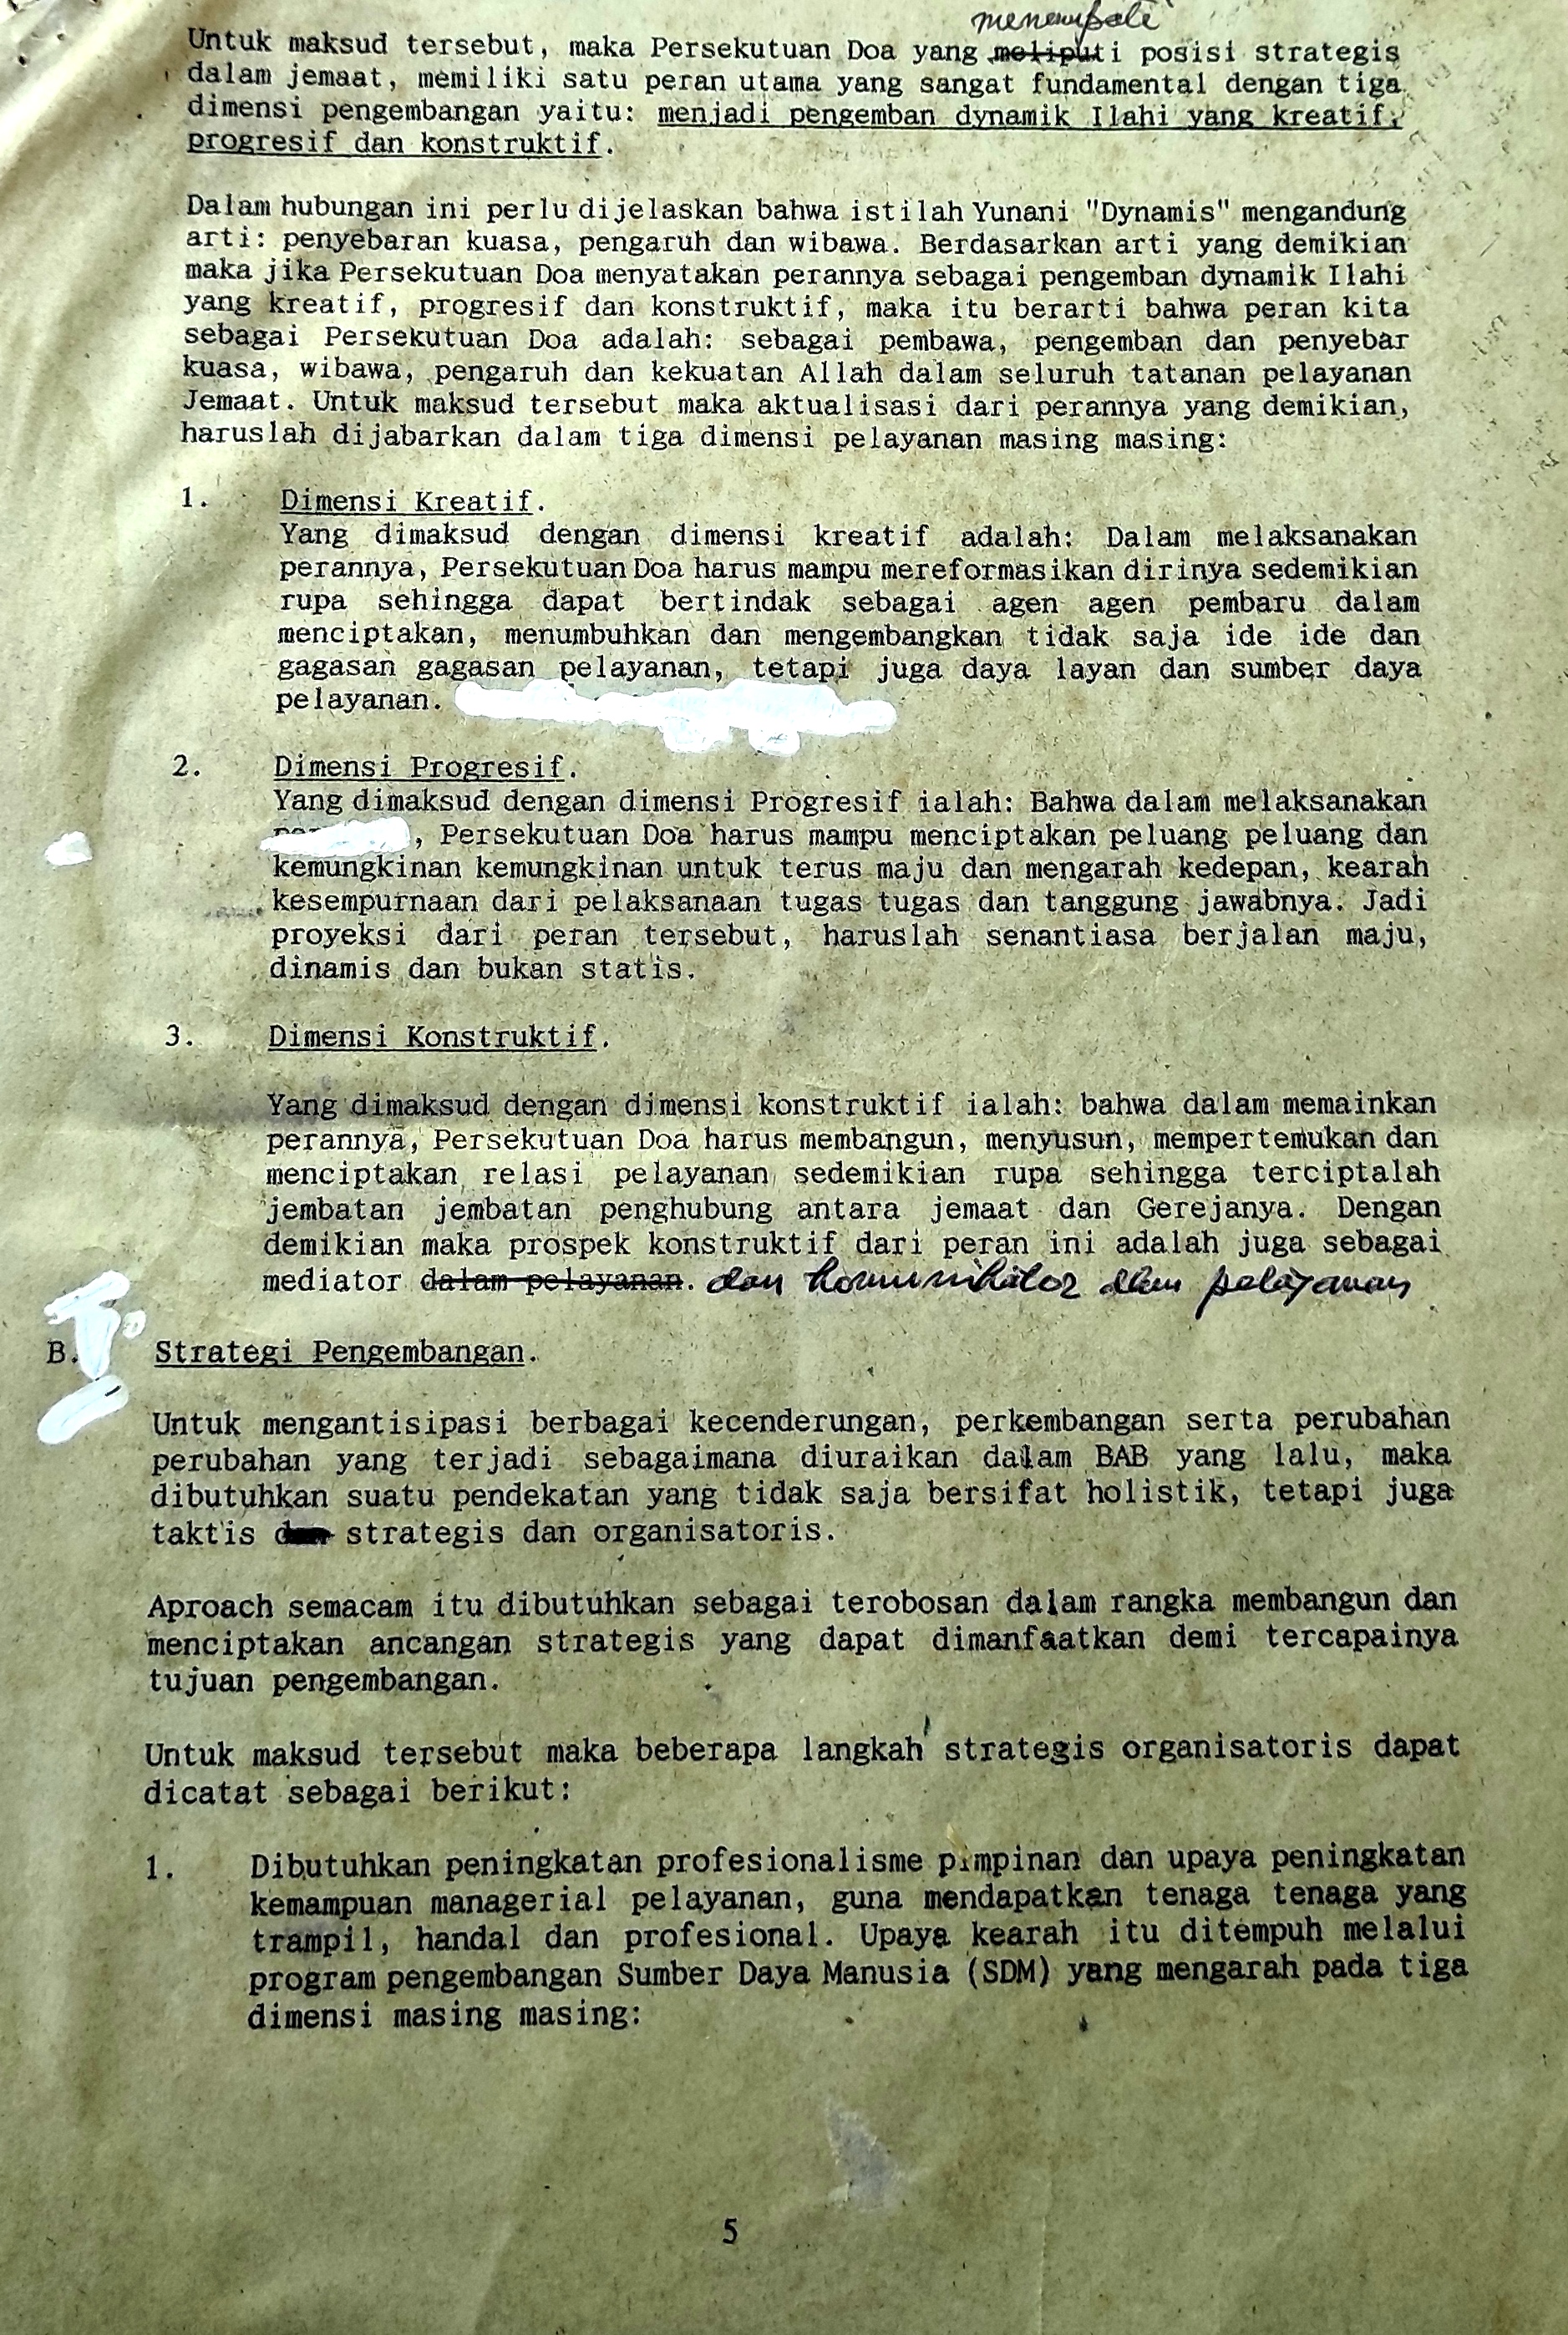 menempati
Untuk maksud tersebut, maka Persekutuan Doa yang meliputi posisi strategis
dalam jemaat, memiliki satu peran utama yang sangat fundamental dengan tiga
dimensi pengembangan yaitu: menjadi pengemban dynamik Ilahi yang kreatif,
progresif dan konstruktif.
Dalam hubungan ini perlu dijelaskan bahwa istilah Yunani "Dynamis" mengandung
arti: penyebaran kuasa, pengaruh dan wibawa. Berdasarkan arti yang demikian
maka jika Persekutuan Doa menyatakan perannya sebagai pengemban dynamik Ilahi
yang kreatif, progresif dan konstruktif, maka itu berarti bahwa peran kita
sebagai Persekutuan Doa adalah: sebagai pembawa, pengemban dan penyebar
kuasa, wibawa, pengaruh dan kekuatan Allah dalam seluruh tatanan pelayanan
Jemaat. Untuk maksud tersebut maka aktualisasi dari perannya yang demikian,
haruslah dijabarkan dalam tiga dimensi pelayanan masing masing:
1. Dimensi Kreatif.
Yang dimaksud dengan dimensi kreatif adalah: Dalam melaksanakan
perannya, Persekutuan Doa harus mampu mereformasikan dirinya sedemikian
rupa sehingga dapat bertindak sebagai agen agen pembaru dalam
menciptakan, menumbuhkan dan mengembangkan tidak saja ide ide dan
gagasan gagasan pelayanan, tetapi juga daya layan dan sumber daya
pelayanan.
2. Dimensi Progresif.
Yang dimaksud dengan dimensi Progresif ialah: Bahwa dalam melaksanakan
, Persekutuan Doa harus mampu menciptakan peluang peluang dan
kemungkinan kemungkinan untuk terus maju dan mengarah kedepan, kearah
kesempurnaan dari pelaksanaan tugas tugas dan tanggung jawabnya. Jadi
proyeksi dari peran tersebut, haruslah senantiasa berjalan maju,
dinamis dan bukan statis.
3. Dimensi Konstruktif.
Yang dimaksud dengan dimensi konstruktif ialah: bahwa dalam memainkan
perannya, Persekutuan Doa harus membangun, menyusun, mempertemukan dan
menciptakan relasi pelayanan sedemikian rupa sehingga terciptalah
jembatan jembatan penghubung antara jemaat dan Gerejanya. Dengan
demikian maka prospek konstruktif dari peran ini adalah juga sebagai
mediator dalam pelayanan. dan komunikator dlm pelayanan
B. Strategi Pengembangan.
Untuk mengantisipasi berbagai kecenderungan, perkembangan serta perubahan
perubahan yang terjadi sebagaimana diuraikan dalam BAB yang lalu, maka
dibutuhkan suatu pendekatan yang tidak saja bersifat holistik, tetapi juga
taktis strategis dan organisatoris.
Aproach semacam itu dibutuhkan sebagai terobosan dalam rangka membangun dan
menciptakan ancangan strategis yang dapat dimanfaatkan demi tercapainya
tujuan pengembangan.
Untuk maksud tersebut maka beberapa langkah strategis organisatoris dapat
dicatat sebagai berikut:
1. Dibutuhkan peningkatan profesionalisme pimpinan dan upaya peningkatan
kemampuan managerial pelayanan, guna mendapatkan tenaga tenaga yang
trampil, handal dan profesional. Upaya kearah itu ditempuh melalui
program pengembangan Sumber Daya Manusia (SDM) yang mengarah pada tiga
dimensi masing masing:
5